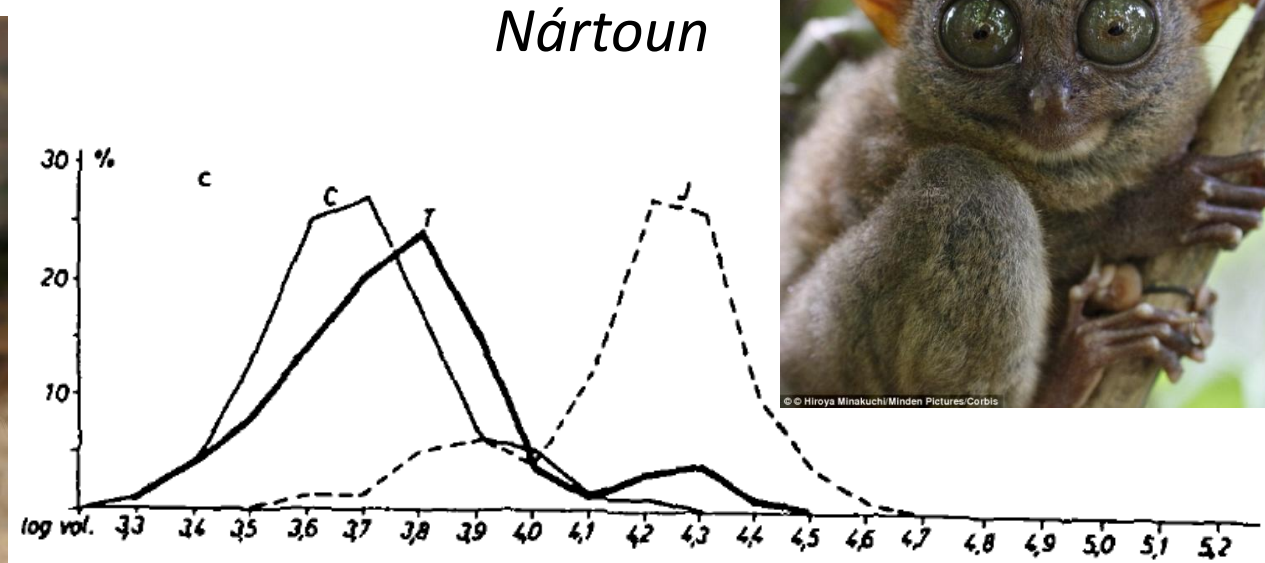 Nártoun
30 %
c
C
T
J
20
10
log vol. 3,3 3,4 3,5 3,6 3,7 3,8 3,9 4,0 4,1 4,2 4,3 4,4 4,5 4,6 4,7 4,8 4,9 5,0 5,1 5,2
© © Hiroya Minakuchi/Minden Pictures/Corbis